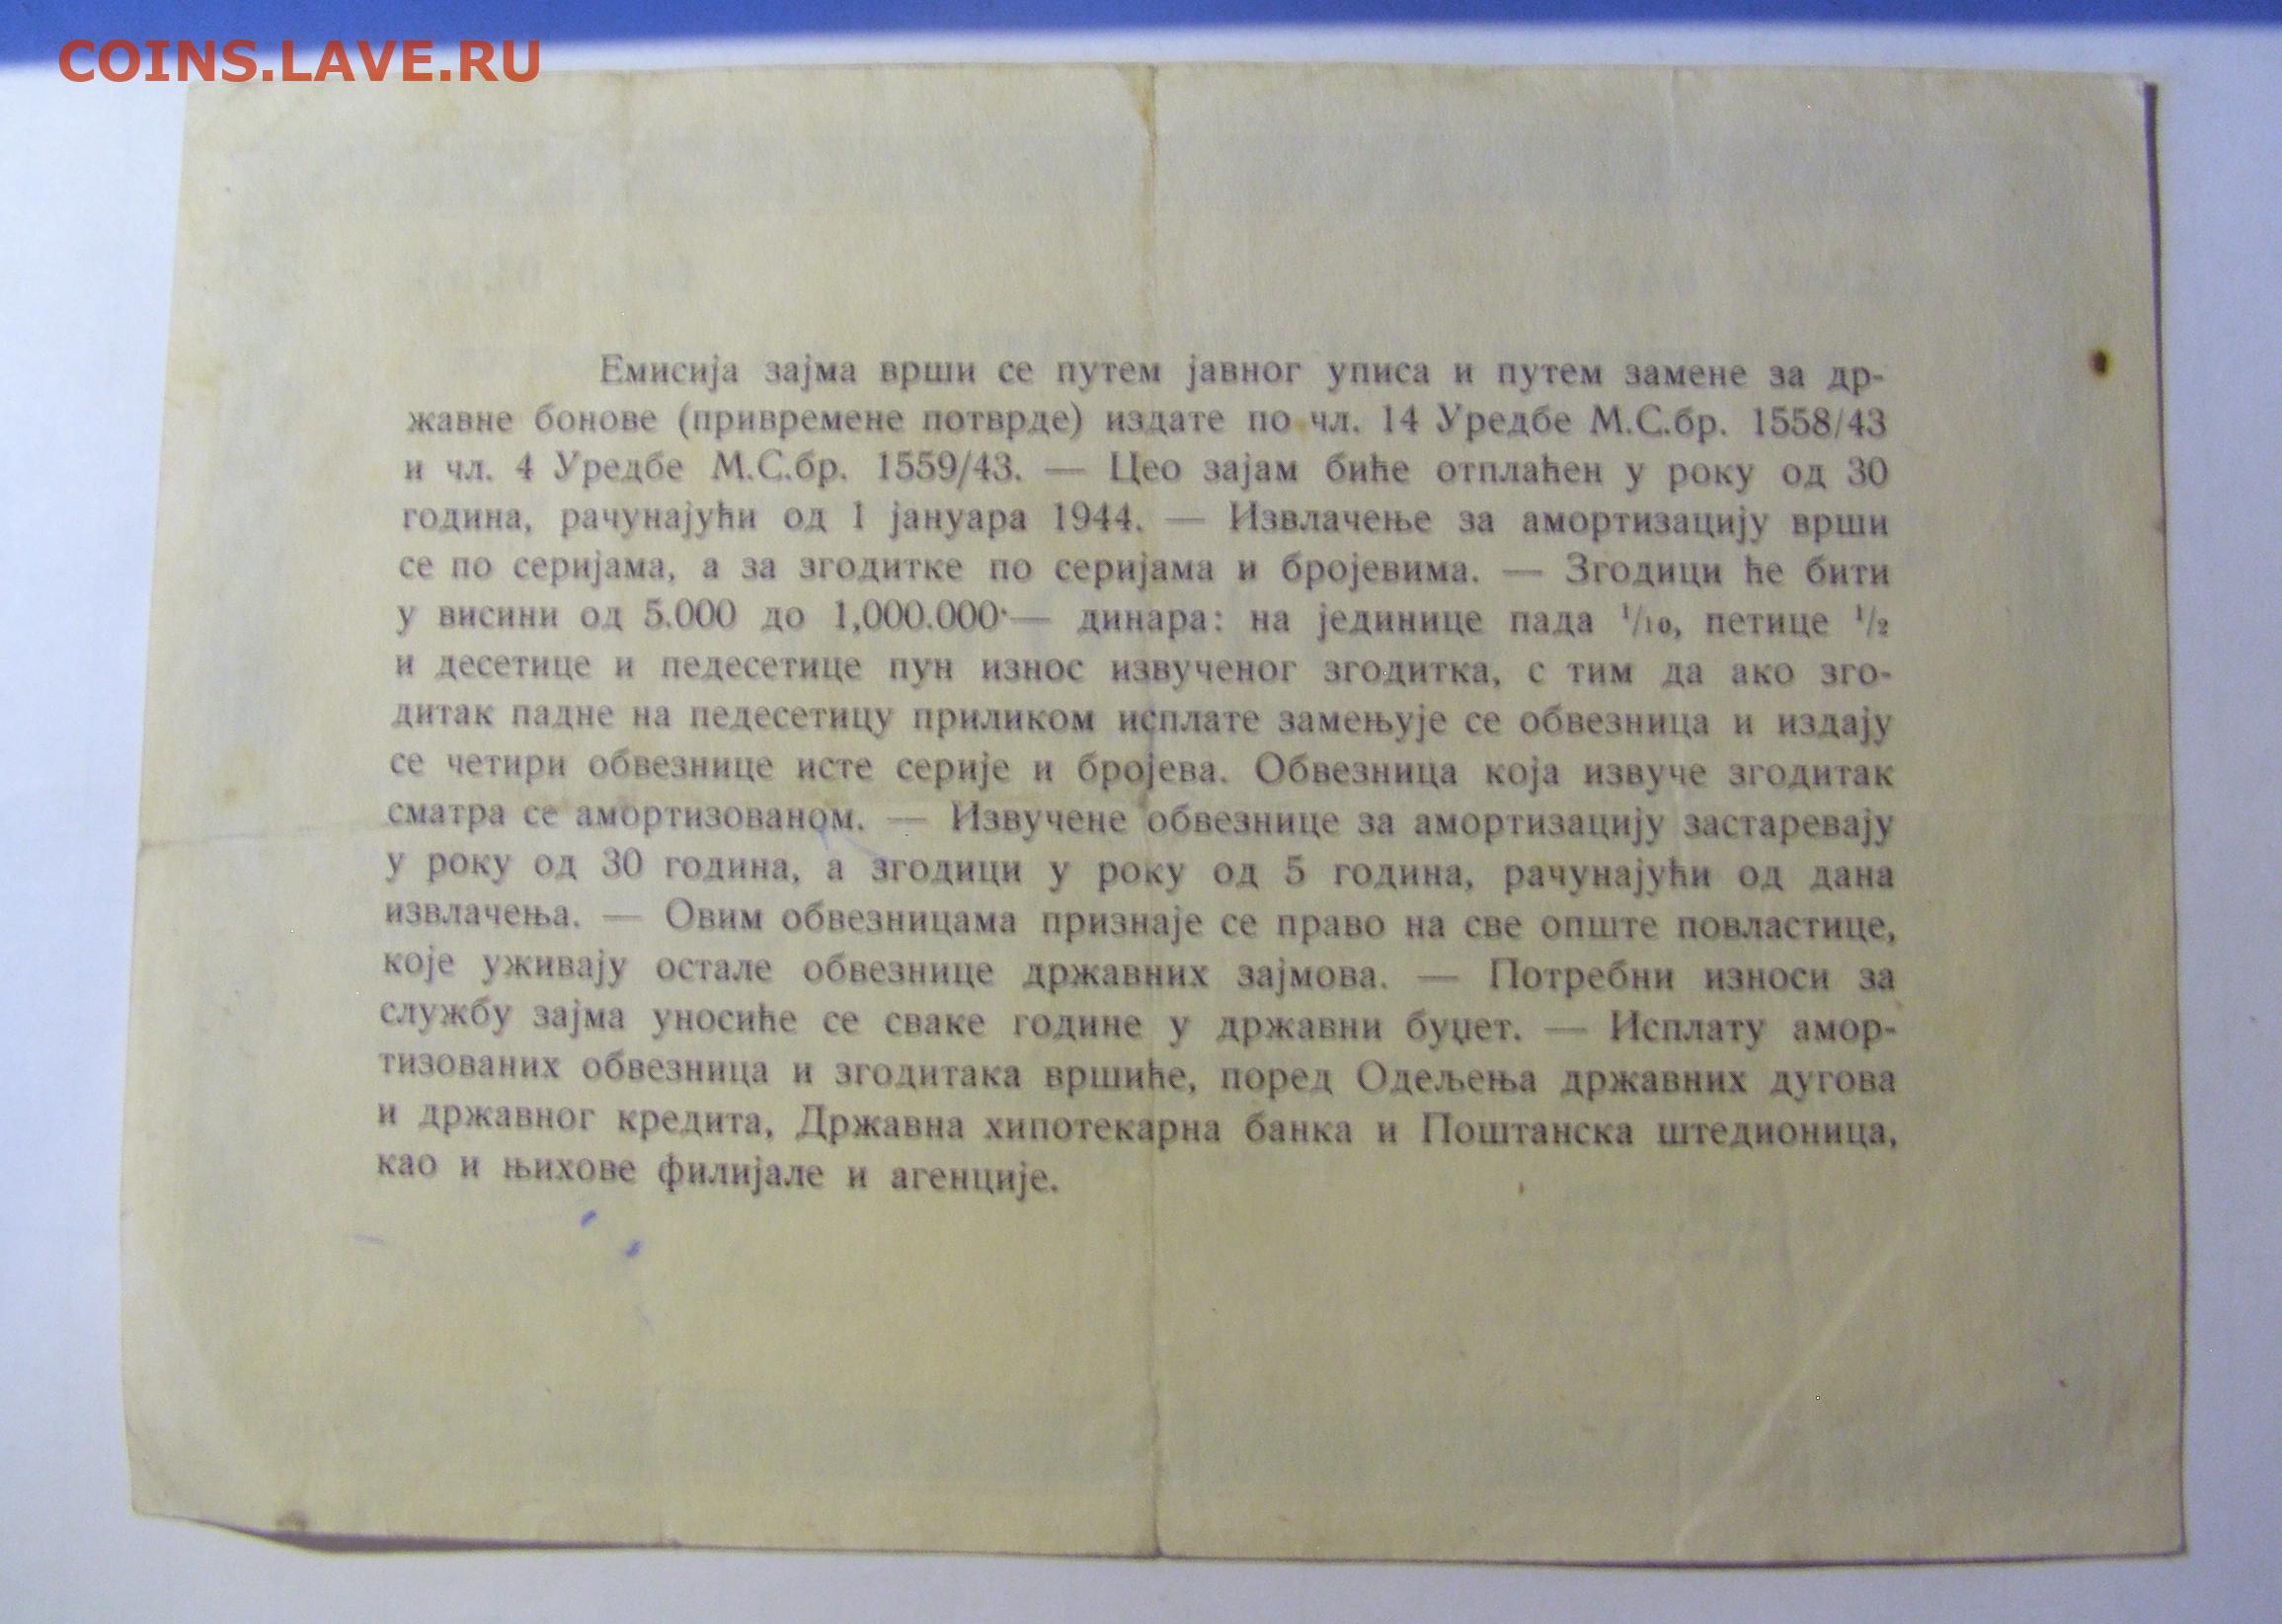 COINS.LAVE.RU
Емисија зајма врши се путем јавног уписа и путем замене за др-
жавне бонове (привремене потврде) издате по чл. 14 Уредбе М.С.бр. 1558/43
и чл. 4 Уредбе М.С.бр. 1559/43. — Цео зајам биће отплаћен у року од 30
година, рачунајући од 1 јануара 1944. — Извлачење за амортизацију врши
се по серијама, а за згодитке по серијама и бројевима. — Згодици ће бити
у висини од 5.000 до 1,000.000·— динара: на јединице пада ¹/₁₀, петице ¹/₂
и десетице и педесетице пун износ извученог згодитка, с тим да ако зго-
дитак падне на педесетицу приликом исплате замењује се обвезница и издају
се четири обвезнице исте серије и бројева. Обвезница која извуче згодитак
сматра се амортизованом. — Извучене обвезнице за амортизацију застаревају
у року од 30 година, а згодици у року од 5 година, рачунајући од дана
извлачења. — Овим обвезницама признаје се право на све опште повластице,
које уживају остале обвезнице државних зајмова. — Потребни износи за
службу зајма уносиће се сваке године у државни буџет. — Исплату амор-
тизованих обвезница и згодитака вршиће, поред Одељења државних дугова
и државног кредита, Државна хипотекарна банка и Поштанска штедионица,
као и њихове филијале и агенције.